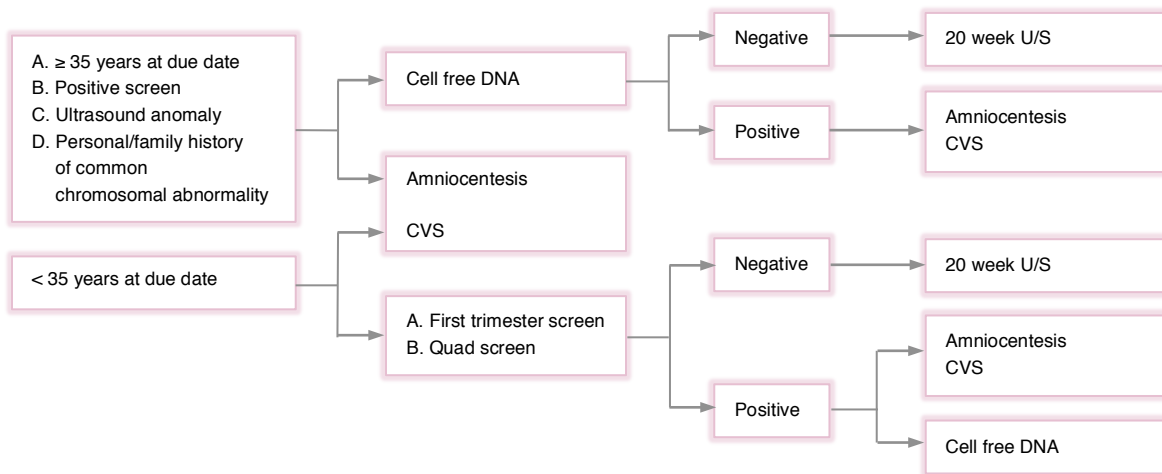 A. ≥ 35 years at due date
B. Positive screen
C. Ultrasound anomaly
D. Personal/family history
of common
chromosomal abnormality
< 35 years at due date
Cell free DNA
Amniocentesis
CVS
A. First trimester screen
B. Quad screen
Negative
20 week U/S
Positive
Amniocentesis
CVS
Negative
20 week U/S
Positive
Amniocentesis
CVS
Cell free DNA